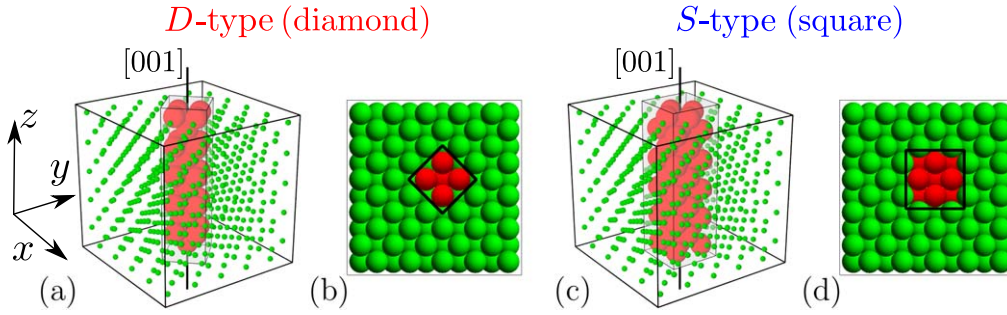 D-type (diamond)
S-type (square)
[001]
[001]
z
y
x
(a)
(b)
(c)
(d)